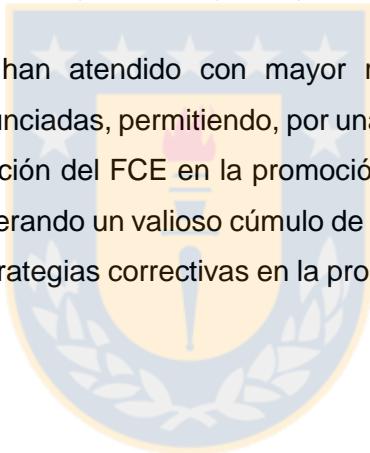 han atendido con mayor
unciadas, permitiendo, por una
ción del FCE en la promoció
erando un valioso cúmulo de
rategias correctivas en la pro